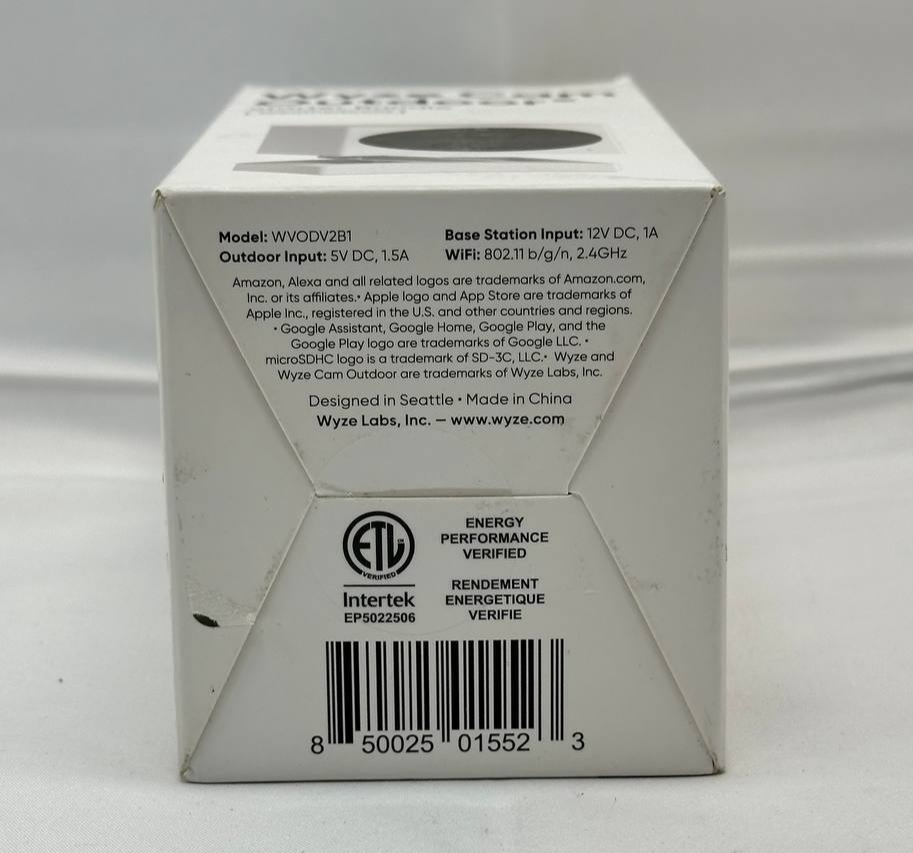 Wyze Cam
Outdoor
Model: WVODV2B1
Outdoor Input: 5V DC, 1.5A
Base Station Input: 12V DC, 1A
WiFi: 802.11 b/g/n, 2.4GHz
Amazon, Alexa and all related logos are trademarks of Amazon.com,
Inc. or its affiliates.• Apple logo and App Store are trademarks of
Apple Inc., registered in the U.S. and other countries and regions.
• Google Assistant, Google Home, Google Play, and the
Google Play logo are trademarks of Google LLC. •
microSDHC logo is a trademark of SD-3C, LLC.• Wyze and
Wyze Cam Outdoor are trademarks of Wyze Labs, Inc.
Designed in Seattle • Made in China
Wyze Labs, Inc. — www.wyze.com
ETL
VERIFIED
Intertek
EP5022506
ENERGY
PERFORMANCE
VERIFIED
RENDEMENT
ENERGETIQUE
VERIFIE
8 50025 01552 3